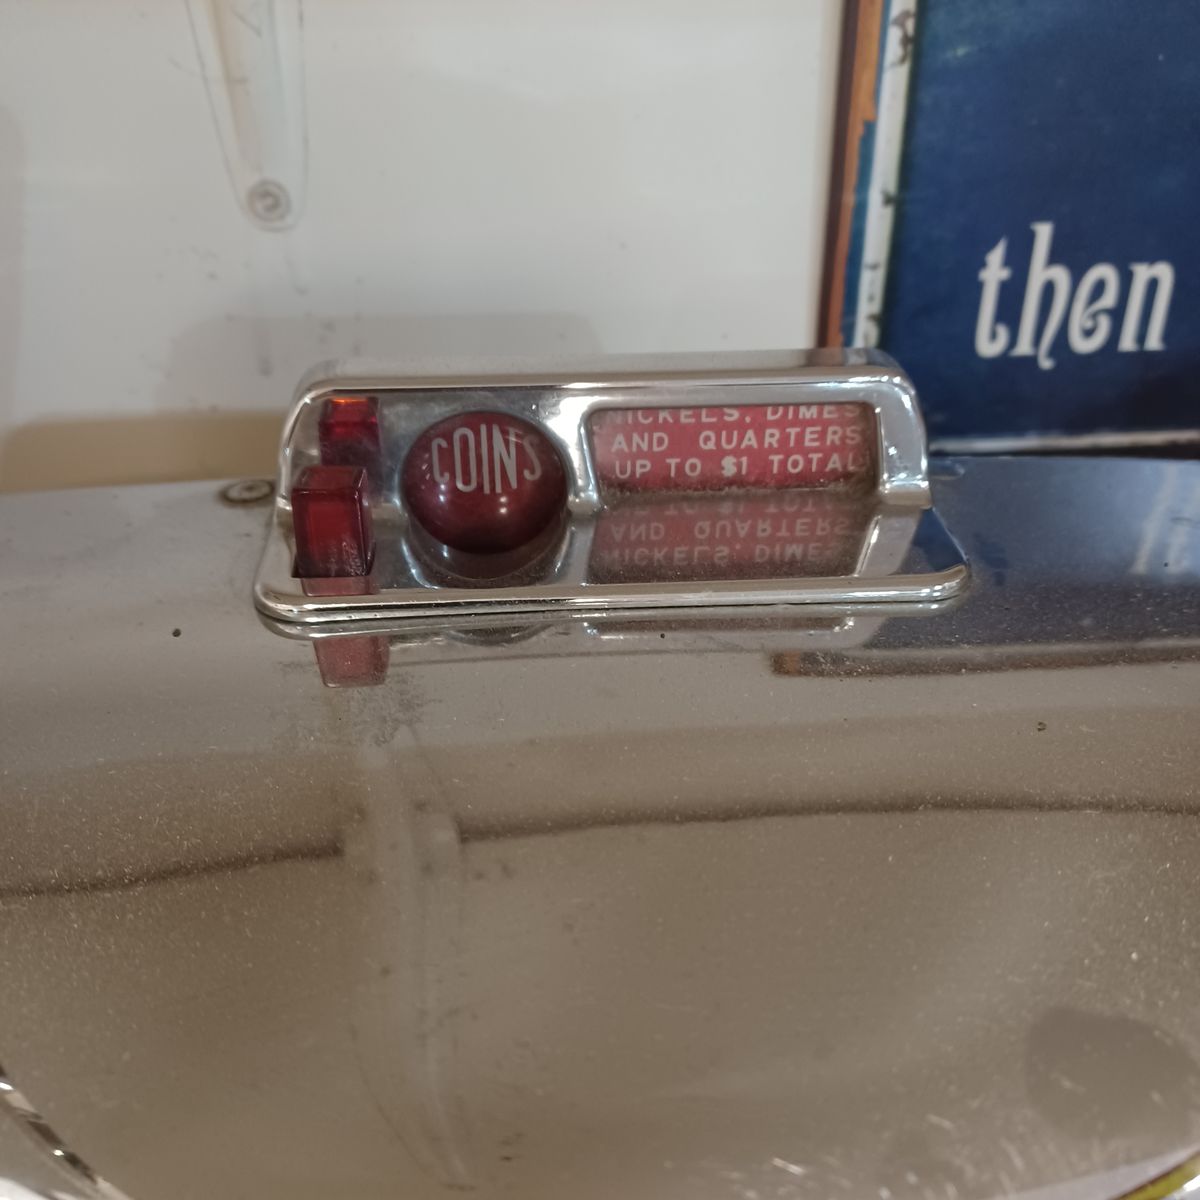 then
COINS
NICKELS, DIMES
AND QUARTERS
UP TO $1 TOTAL